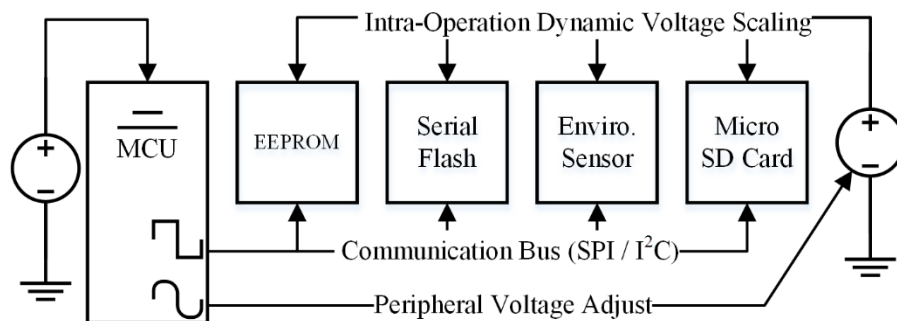 Intra-Operation Dynamic Voltage Scaling
MCU
EEPROM
Serial
Flash
Enviro.
Sensor
Micro
SD Card
Communication Bus (SPI / I²C)
Peripheral Voltage Adjust